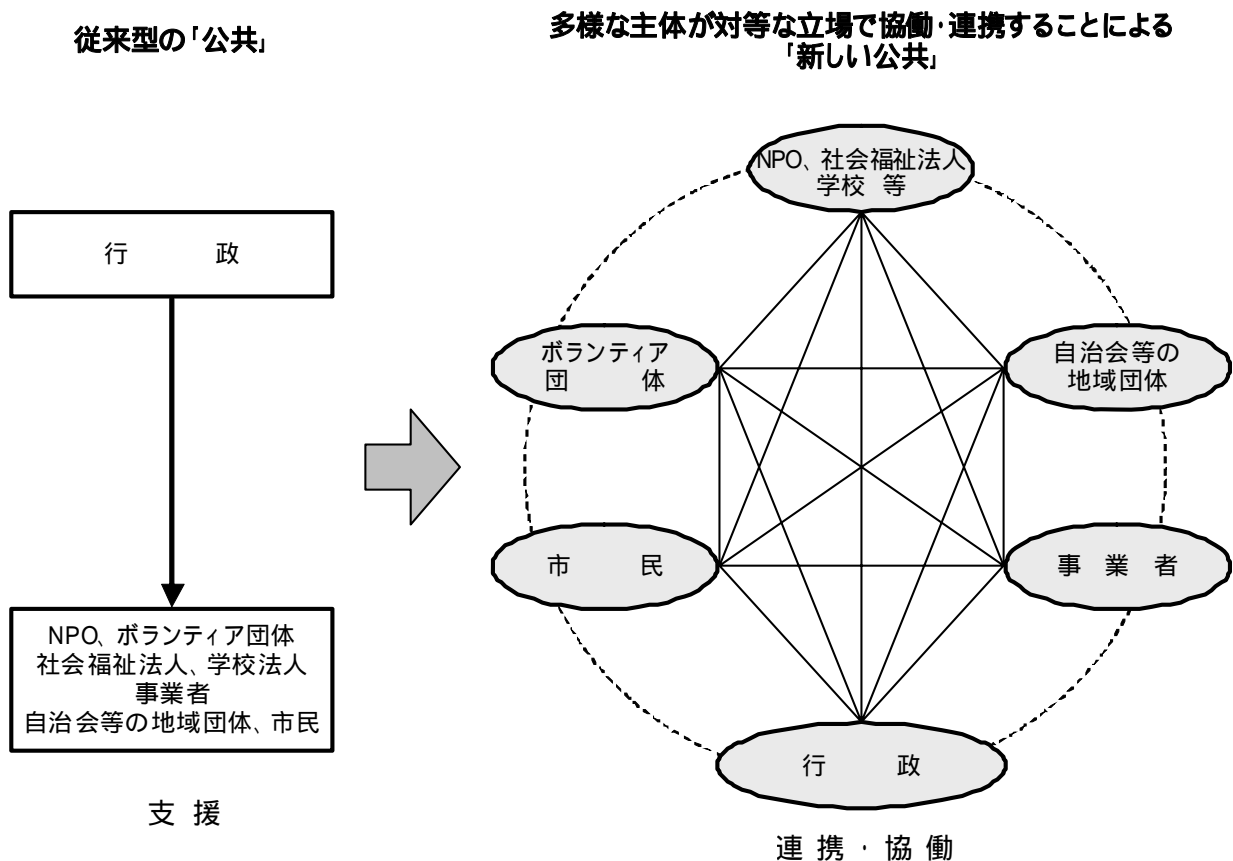 従来型の「公共」
行　　　政
NPO、ボランティア団体
社会福祉法人、学校法人
事業者
自治会等の地域団体、市民
支 援
多様な主体が対等な立場で協働・連携することによる
「新しい公共」
NPO、社会福祉法人
学校 等
ボランティア
団　　　体
自治会等の
地域団体
市　　　民
事 業 者
行　　　政
連 携 ・ 協 働